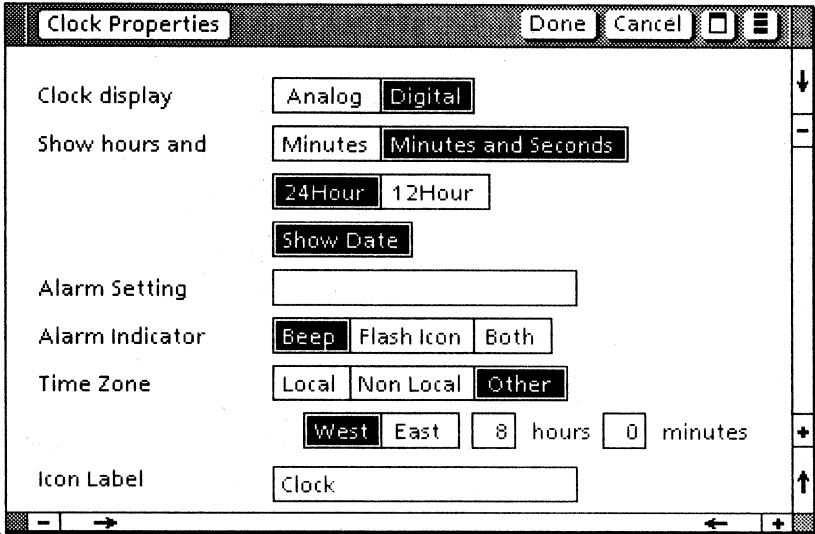 Clock Properties Done Cancel
Clock display Analog Digital
Show hours and Minutes Minutes and Seconds
24Hour 12Hour
Show Date
Alarm Setting
Alarm Indicator Beep Flash Icon Both
Time Zone Local Non Local Other
West East 8 hours 0 minutes
Icon Label Clock